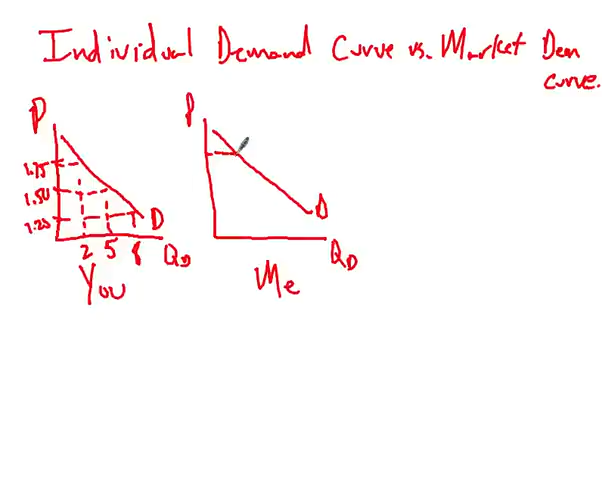 Individual Demand Curve vs. Market Dem
curve.
P
1.75
1.50
1.25
D
2 5 8 QD
You
P
D
QD
Me